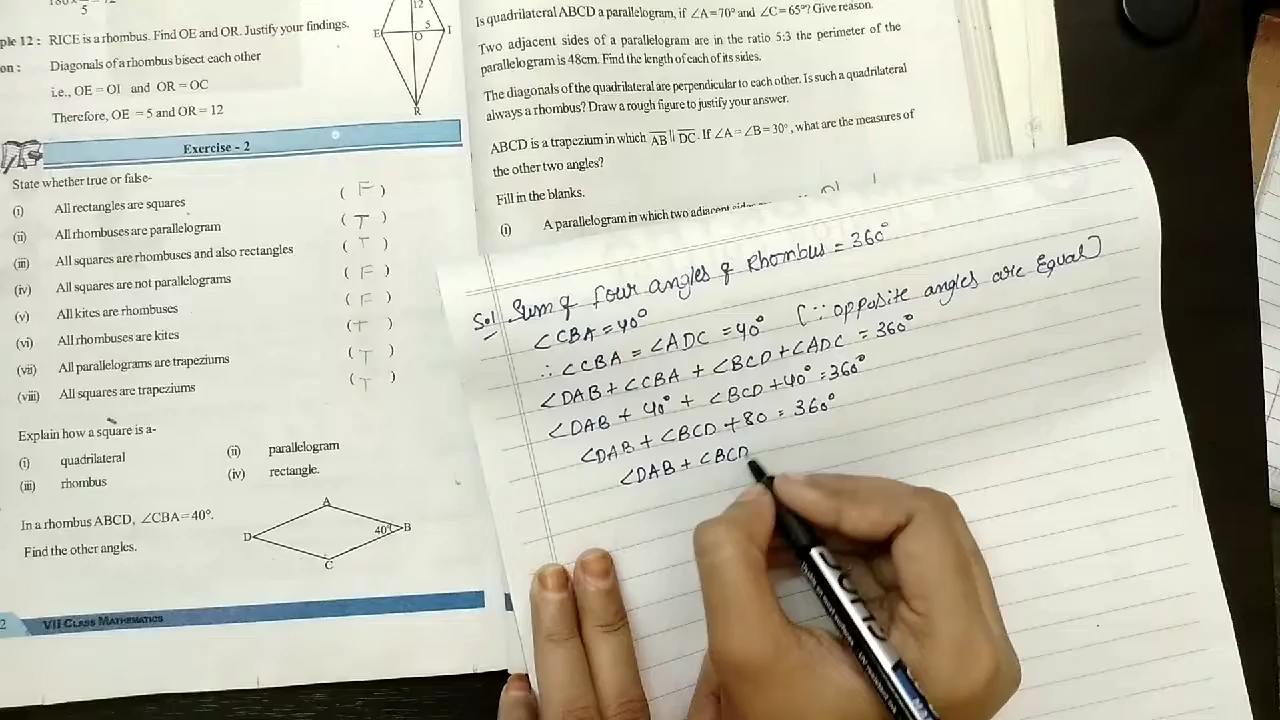 ple 12 : RICE is a rhombus. Find OE and OR. Justify your findings.
on : Diagonals of a rhombus bisect each other
i.e., OE = OI and OR = OC
Therefore, OE = 5 and OR = 12
12
5
E
O
I
R
Exercise - 2
State whether true or false-
(i) All rectangles are squares ( F )
(ii) All rhombuses are parallelogram ( T )
(iii) All squares are rhombuses and also rectangles ( T )
(iv) All squares are not parallelograms ( F )
(v) All kites are rhombuses ( F )
(vi) All rhombuses are kites ( T )
(vii) All parallelograms are trapeziums ( T )
(viii) All squares are trapeziums ( T )
Explain how a square is a-
(i) quadrilateral (ii) parallelogram
(iii) rhombus (iv) rectangle.
In a rhombus ABCD, ∠CBA = 40°.
Find the other angles.
A
D
40°
B
C
2 VII CLASS MATHEMATICS
Is quadrilateral ABCD a parallelogram, if ∠A = 70° and ∠C = 65°? Give reason.
Two adjacent sides of a parallelogram are in the ratio 5:3 the perimeter of the
parallelogram is 48cm. Find the length of each of its sides.
The diagonals of the quadrilateral are perpendicular to each other. Is such a quadrilateral
always a rhombus? Draw a rough figure to justify your answer.
ABCD is a trapezium in which AB || DC. If ∠A = ∠B = 30°, what are the measures of
the other two angles?
Fill in the blanks.
(i) A parallelogram in which two adjacent sides
Sol Sum of four angles of Rhombus = 360°
∠CBA = 40°
∴ ∠CBA = ∠ADC = 40° (∵ opposite angles are Equal)
∠DAB + ∠CBA + ∠BCD + ∠ADC = 360°
∠DAB + 40° + ∠BCD + 40° = 360°
∠DAB + ∠BCD + 80 = 360°
∠DAB + ∠BCD